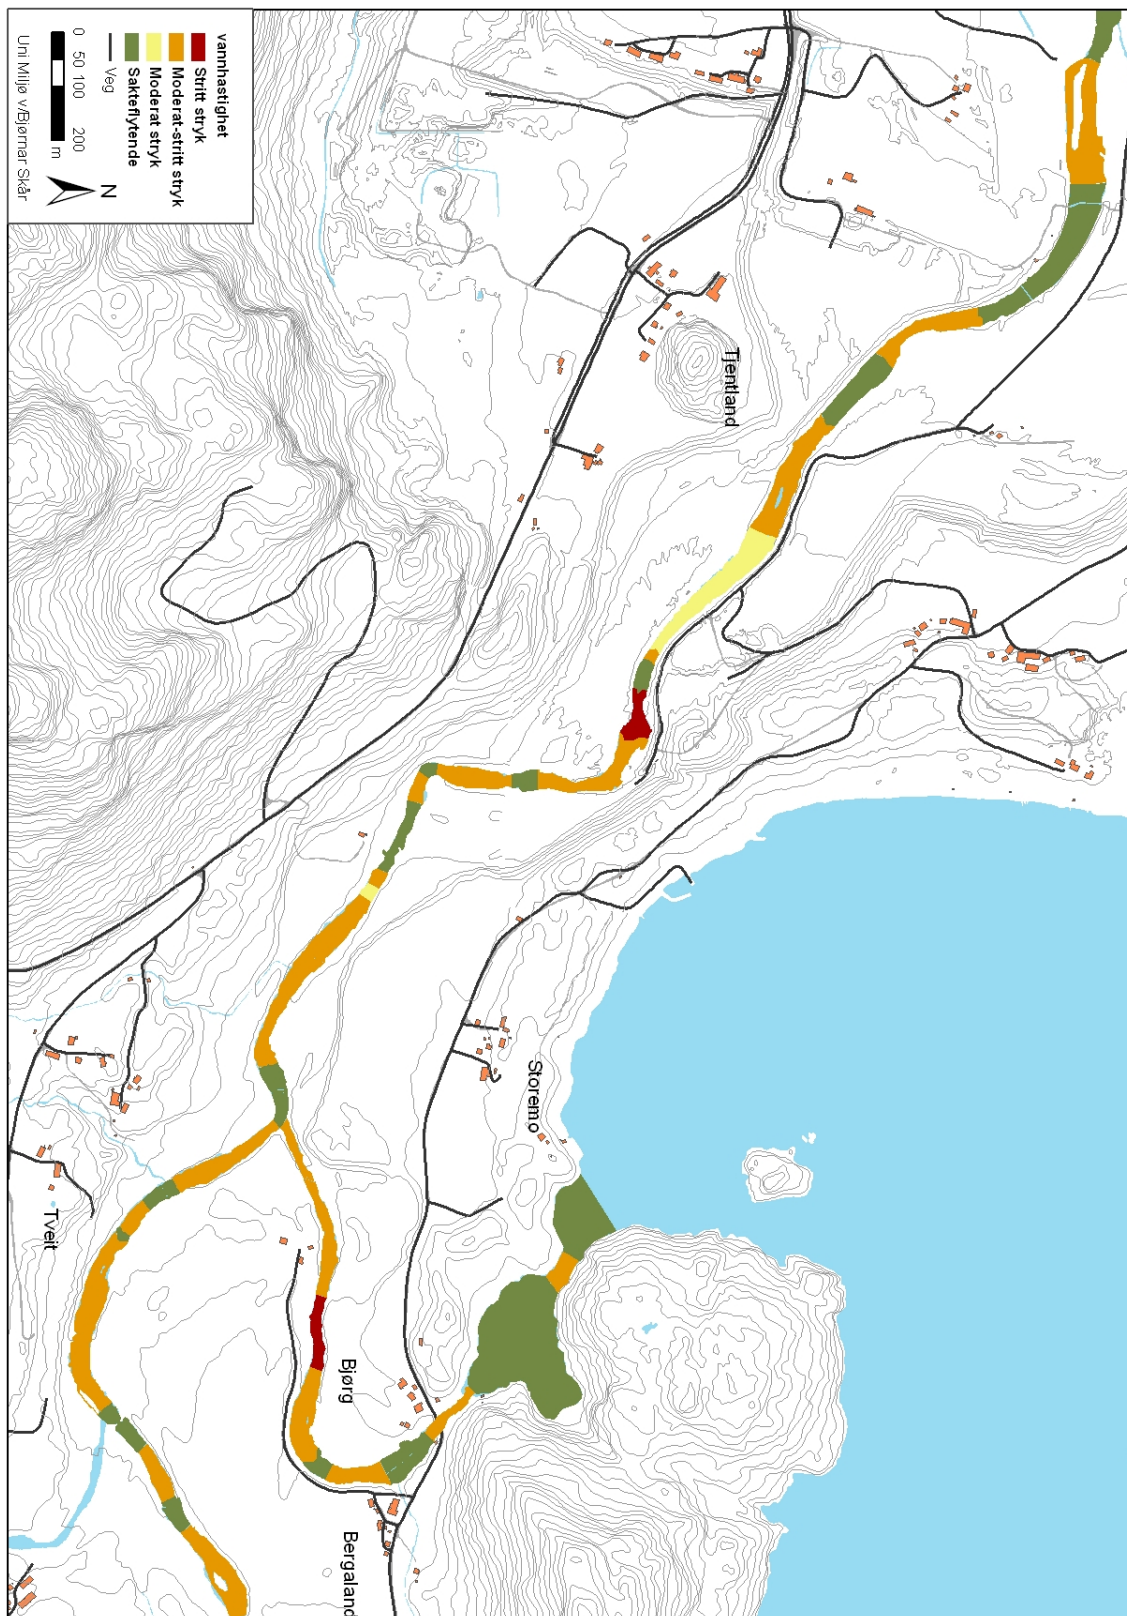 vannhastighet
Stritt stryk
Moderat-stritt stryk
Moderat stryk
Sakteflytende
Veg
0 50 100 200
m
N
Uni Miljø v/Bjørnar Skår
Tjentland
Storemo
Tveit
Bjørg
Bergaland